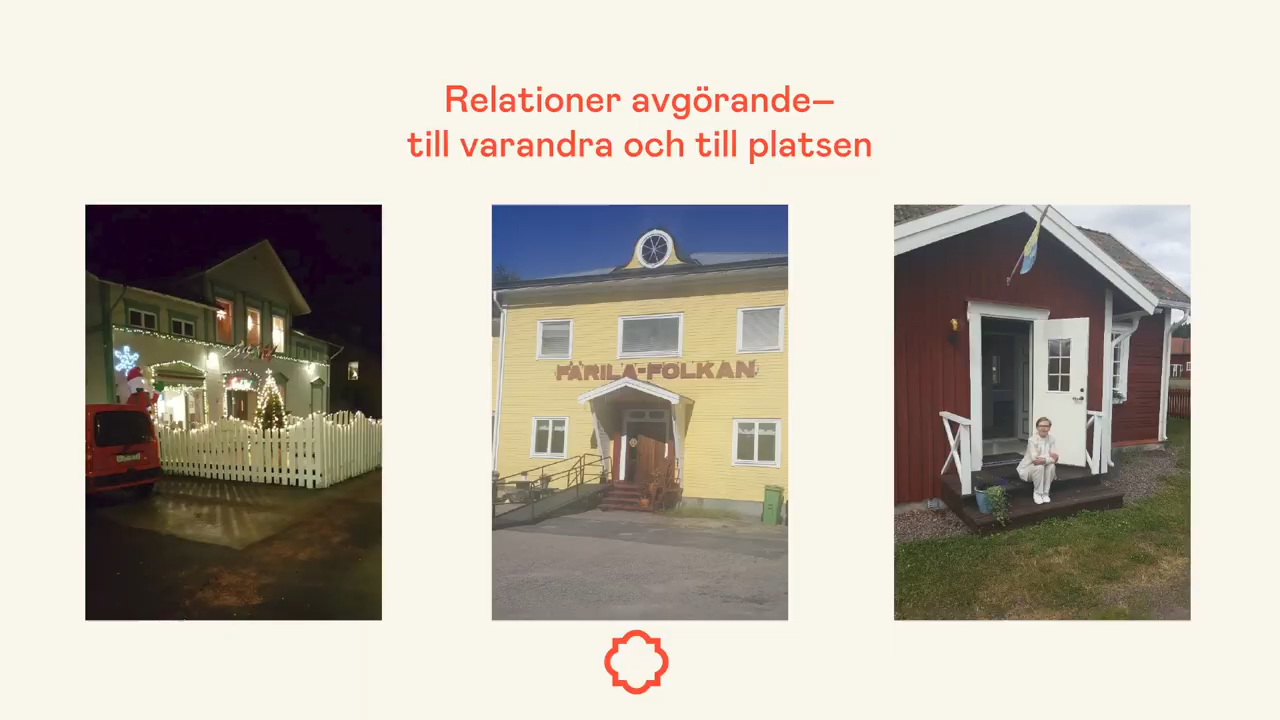 Relationer avgörande–
till varandra och till platsen
FÄRILA-FOLKAN